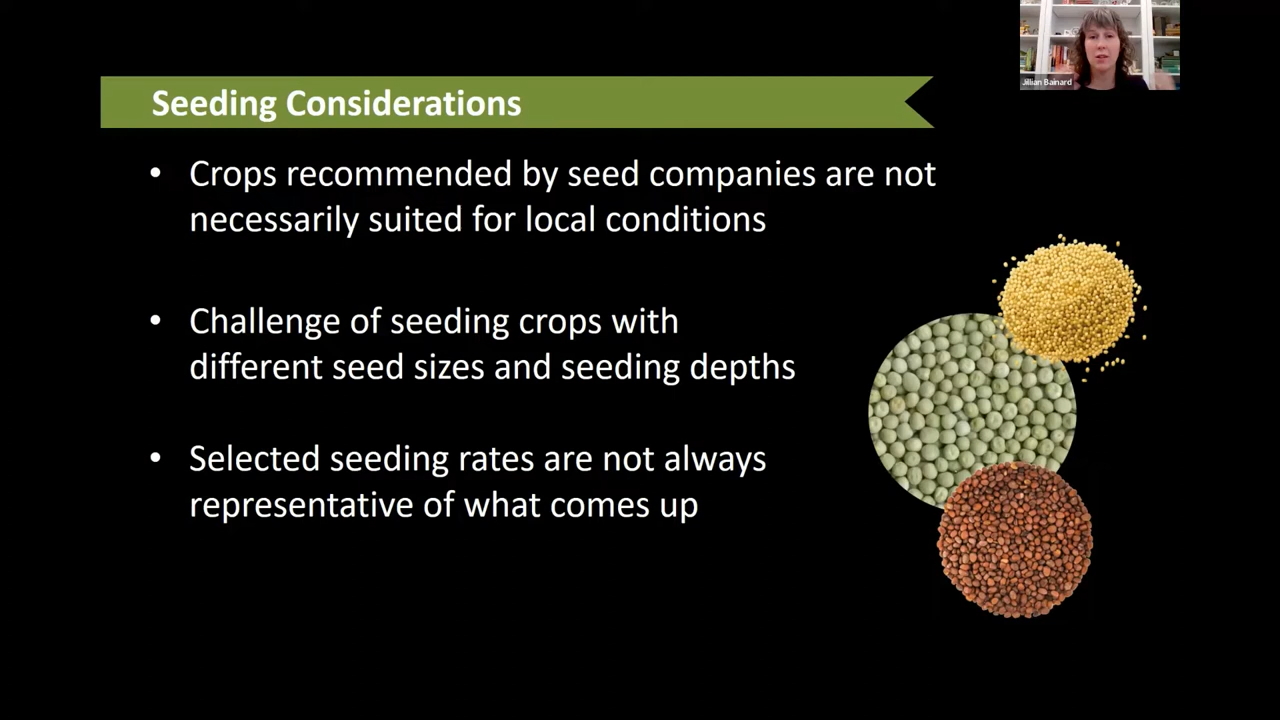 Jillian Bainard
Seeding Considerations
• Crops recommended by seed companies are not
necessarily suited for local conditions
• Challenge of seeding crops with
different seed sizes and seeding depths
• Selected seeding rates are not always
representative of what comes up